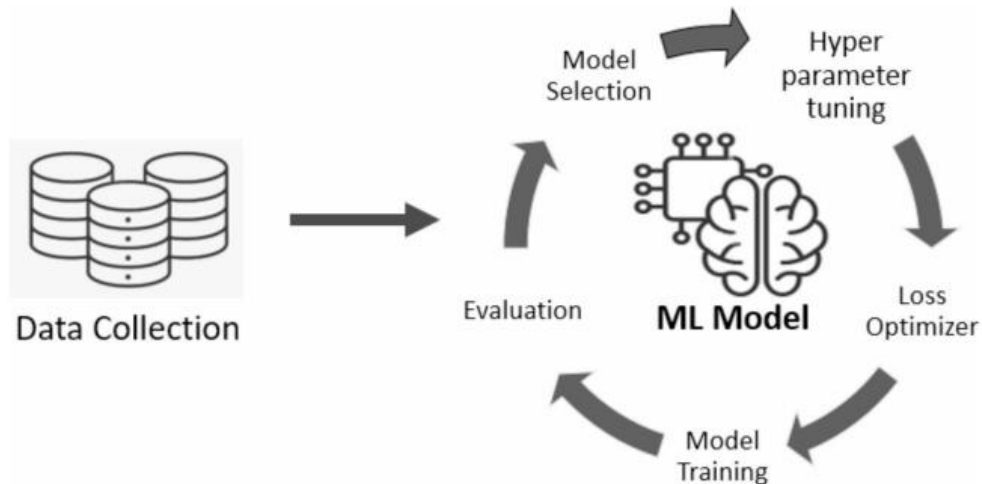 Data Collection
Model
Selection
Hyper
parameter
tuning
Loss
Optimizer
Model
Training
Evaluation
ML Model